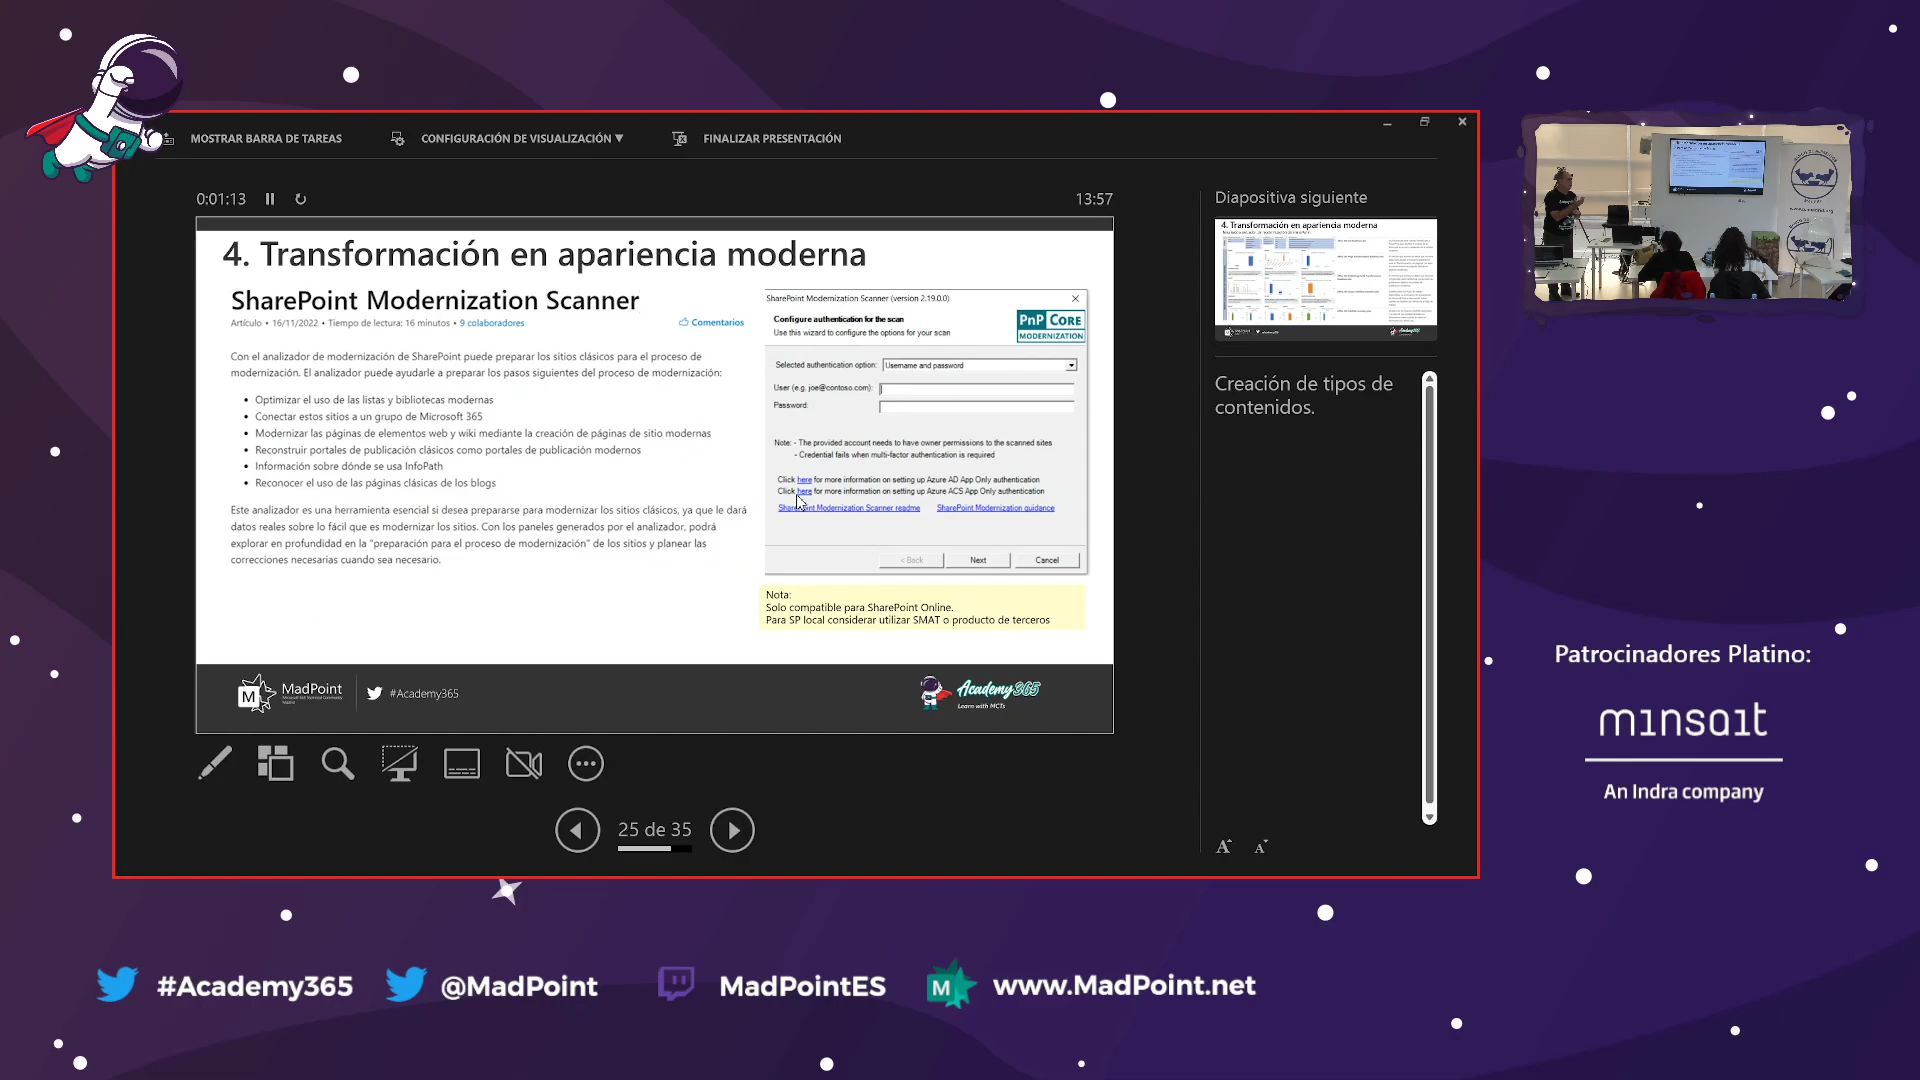 MOSTRAR BARRA DE TAREAS
CONFIGURACIÓN DE VISUALIZACIÓN ▼
FINALIZAR PRESENTACIÓN
0:01:13
13:57
4. Transformación en apariencia moderna
SharePoint Modernization Scanner
Artículo • 16/11/2022 • Tiempo de lectura: 16 minutos • 9 colaboradores
Comentarios
Con el analizador de modernización de SharePoint puede preparar los sitios clásicos para el proceso de
modernización. El analizador puede ayudarle a preparar los pasos siguientes del proceso de modernización:
• Optimizar el uso de las listas y bibliotecas modernas
• Conectar estos sitios a un grupo de Microsoft 365
• Modernizar las páginas de elementos web y wiki mediante la creación de páginas de sitio modernas
• Reconstruir portales de publicación clásicos como portales de publicación modernos
• Información sobre dónde se usa InfoPath
• Reconocer el uso de las páginas clásicas de los blogs
Este analizador es una herramienta esencial si desea prepararse para modernizar los sitios clásicos, ya que le dará
datos reales sobre lo fácil que es modernizar los sitios. Con los paneles generados por el analizador, podrá
explorar en profundidad en la "preparación para el proceso de modernización" de los sitios y planear las
correcciones necesarias cuando sea necesario.
SharePoint Modernization Scanner (version 2.19.0.0)
Configure authentication for the scan
Use this wizard to configure the options for your scan
PnP Core
MODERNIZATION
Selected authentication option: Username and password
User (e.g. joe@contoso.com):
Password:
Note: - The provided account needs to have owner permissions to the scanned sites
- Credential fails when multi-factor authentication is required
Click here for more information on setting up Azure AD App Only authentication
Click here for more information on setting up Azure ACS App Only authentication
SharePoint Modernization Scanner readme
SharePoint Modernization guidance
< Back
Next
Cancel
Nota:
Solo compatible para SharePoint Online.
Para SP local considerar utilizar SMAT o producto de terceros
M
MadPoint
#Academy365
Academy365
Learn with MCTs
25 de 35
Diapositiva siguiente
4. Transformación en apariencia moderna
Creación de tipos de
contenidos.
A
A
Patrocinadores Platino:
minsait
An Indra company
#Academy365
@MadPoint
MadPointES
M
www.MadPoint.net